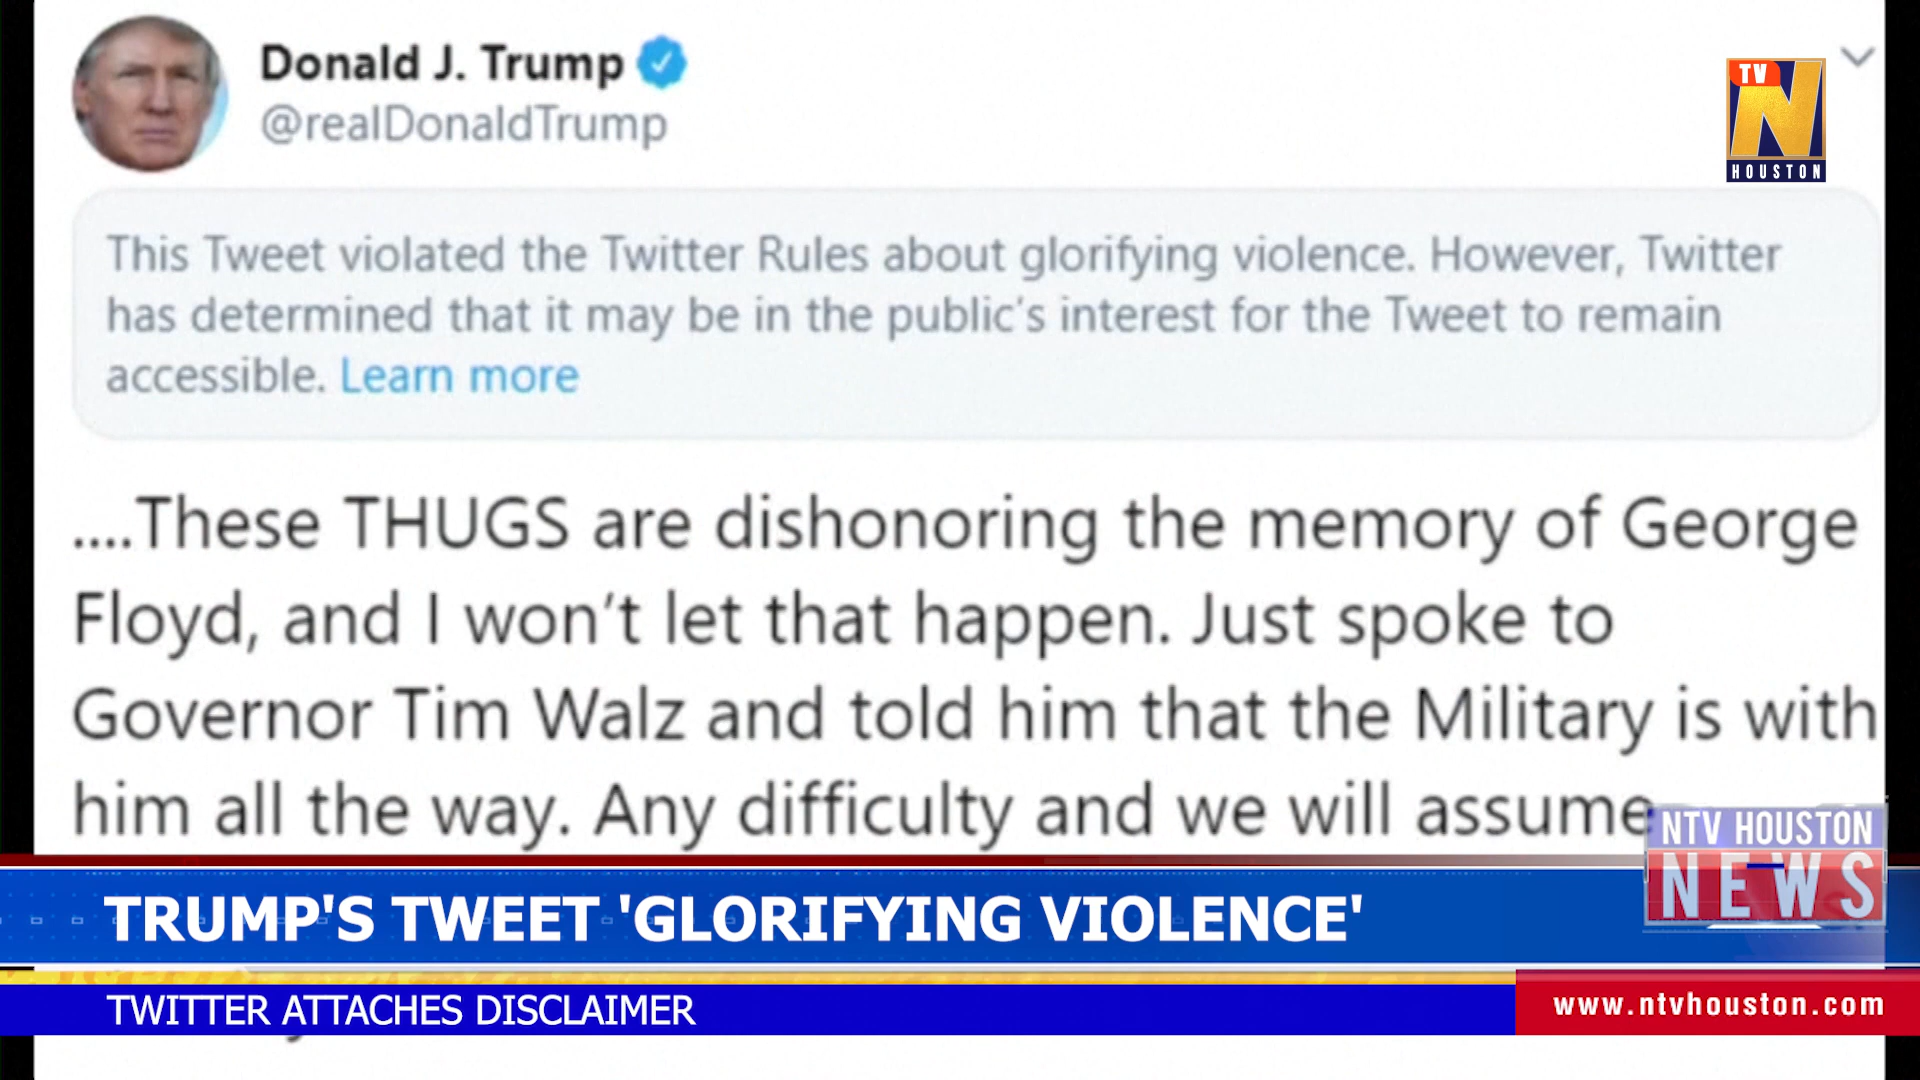 Donald J. Trump
@realDonaldTrump
TV
N
HOUSTON
This Tweet violated the Twitter Rules about glorifying violence. However, Twitter
has determined that it may be in the public's interest for the Tweet to remain
accessible. Learn more
....These THUGS are dishonoring the memory of George
Floyd, and I won't let that happen. Just spoke to
Governor Tim Walz and told him that the Military is with
him all the way. Any difficulty and we will assume
NTV HOUSTON
NEWS
TRUMP'S TWEET 'GLORIFYING VIOLENCE'
TWITTER ATTACHES DISCLAIMER
www.ntvhouston.com